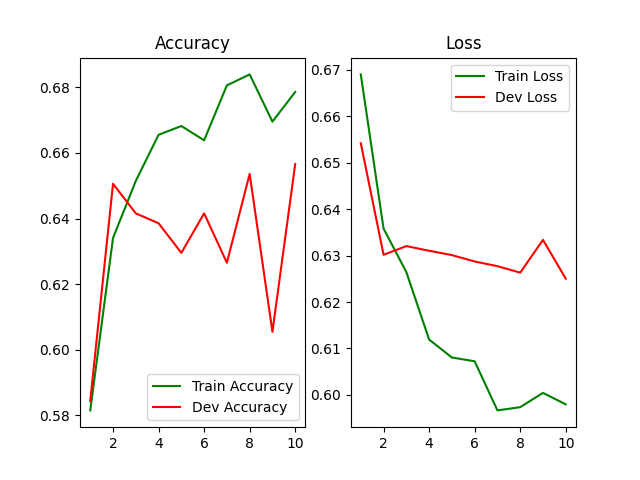 Accuracy
0.68
0.66
0.64
0.62
0.60
0.58
2 4 6 8 10
Train Accuracy
Dev Accuracy
Loss
0.67
0.66
0.65
0.64
0.63
0.62
0.61
0.60
2 4 6 8 10
Train Loss
Dev Loss